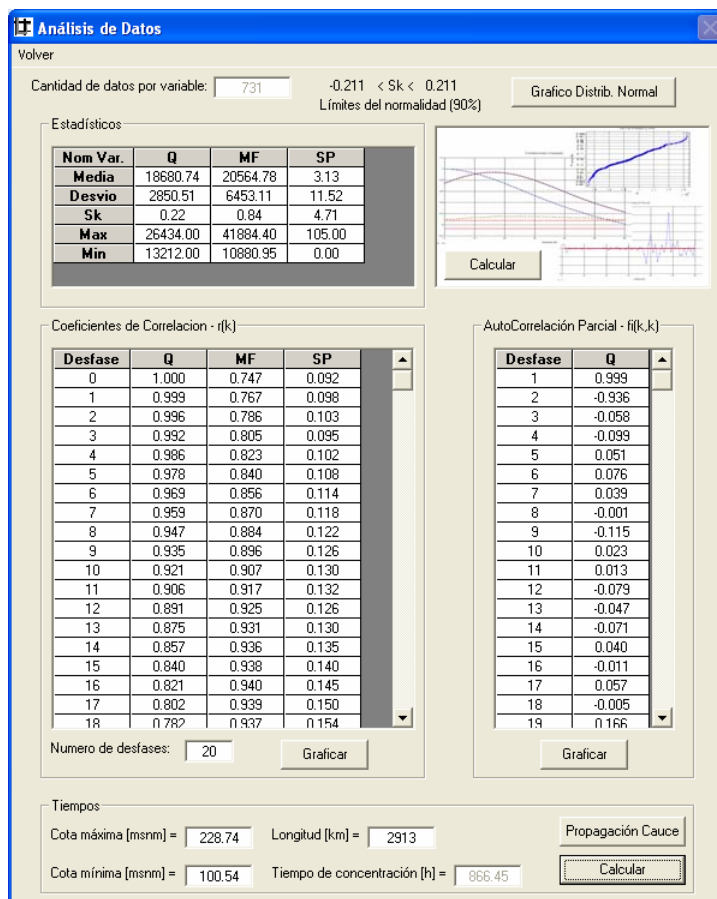 Análisis de Datos
Volver
Cantidad de datos por variable: 731
-0.211 < Sk < 0.211
Límites del normalidad (90%)
Grafico Distrib. Normal
Estadísticos
Nom Var. Q MF SP
Media 18680.74 20564.78 3.13
Desvio 2850.51 6453.11 11.52
Sk 0.22 0.84 4.71
Max 26434.00 41884.40 105.00
Min 13212.00 10880.95 0.00
Calcular
Coeficientes de Correlacion - r(k)
Desfase Q MF SP
0 1.000 0.747 0.092
1 0.999 0.767 0.098
2 0.996 0.786 0.103
3 0.992 0.805 0.095
4 0.986 0.823 0.102
5 0.978 0.840 0.108
6 0.969 0.856 0.114
7 0.959 0.870 0.118
8 0.947 0.884 0.122
9 0.935 0.896 0.126
10 0.921 0.907 0.130
11 0.906 0.917 0.132
12 0.891 0.925 0.126
13 0.875 0.931 0.130
14 0.857 0.936 0.135
15 0.840 0.938 0.140
16 0.821 0.940 0.145
17 0.802 0.939 0.150
18 0.782 0.937 0.154
Numero de desfases: 20
Graficar
AutoCorrelación Parcial - fi(k,k)
Desfase Q
1 0.999
2 -0.936
3 -0.058
4 -0.099
5 0.051
6 0.076
7 0.039
8 -0.001
9 -0.115
10 0.023
11 0.013
12 -0.079
13 -0.047
14 -0.071
15 0.040
16 -0.011
17 0.057
18 -0.005
19 0.166
Graficar
Tiempos
Cota máxima [msnm] = 228.74 Longitud [km] = 2913
Propagación Cauce
Cota mínima [msnm] = 100.54 Tiempo de concentración [h] = 866.45
Calcular